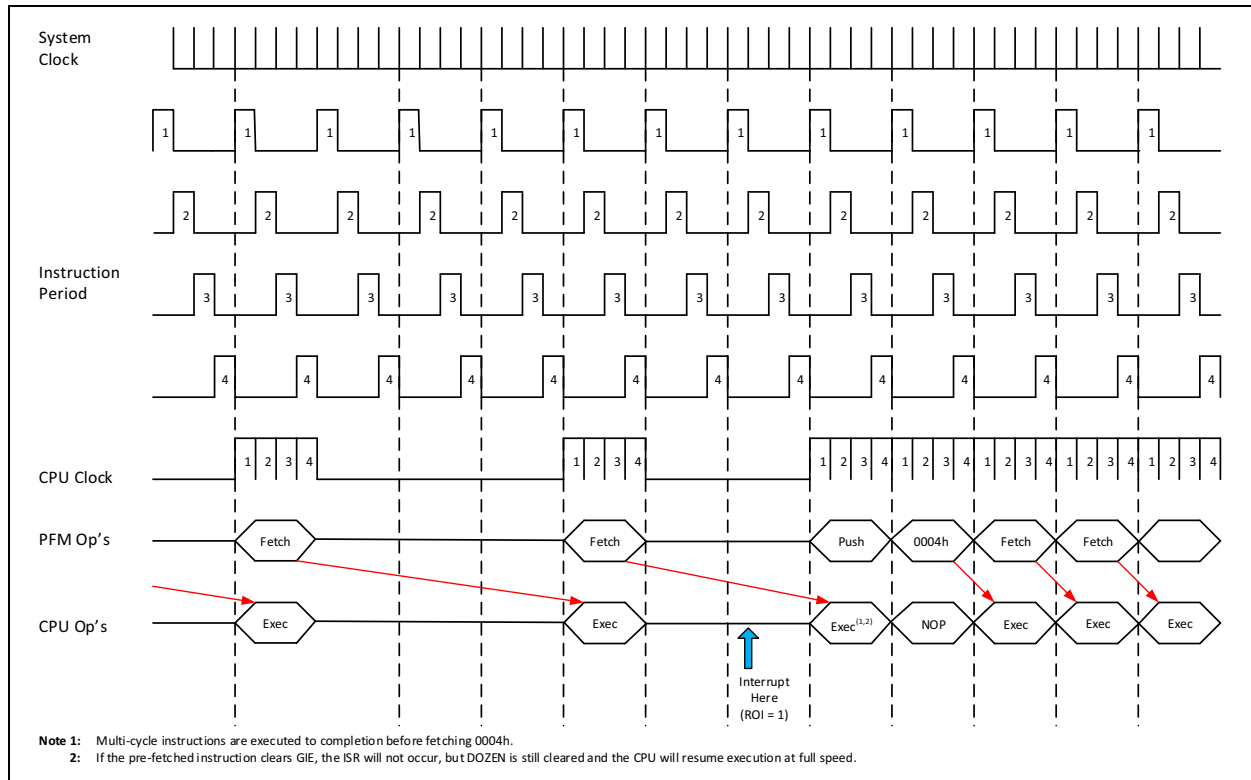 System
Clock
1 1 1 1 1 1 1 1 1 1 1 1 1
2 2 2 2 2 2 2 2 2 2 2 2 2
Instruction
Period
3 3 3 3 3 3 3 3 3 3 3 3 3
4 4 4 4 4 4 4 4 4 4 4 4 4
CPU Clock
1 2 3 4 1 2 3 4 1 2 3 4 1 2 3 4 1 2 3 4 1 2 3 4 1 2 3 4
PFM Op's
Fetch Fetch Push 0004h Fetch Fetch
CPU Op's
Exec Exec Exec(1,2) NOP Exec Exec Exec
Interrupt
Here
(ROI = 1)
Note 1: Multi-cycle instructions are executed to completion before fetching 0004h.
2: If the pre-fetched instruction clears GIE, the ISR will not occur, but DOZEN is still cleared and the CPU will resume execution at full speed.